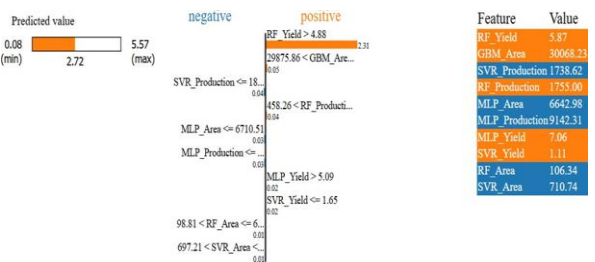 Predicted value
0.08
(min)
5.57
(max)
2.72
negative
positive
RF_Yield > 4.88
2.31
29875.86 < GBM_Are...
0.05
SVR_Production <= 18...
0.04
458.26 < RF_Producti...
0.04
MLP_Area <= 6710.51
0.03
MLP_Production <= ...
0.03
MLP_Yield > 5.09
0.02
SVR_Yield <= 1.65
0.02
98.81 < RF_Area <= 6...
0.01
697.21 < SVR_Area <...
0.01
Feature Value
RF_Yield 5.87
GBM_Area 30068.23
SVR_Production 1738.62
RF_Production 1755.00
MLP_Area 6642.98
MLP_Production 9142.31
MLP_Yield 7.06
SVR_Yield 1.11
RF_Area 106.34
SVR_Area 710.74